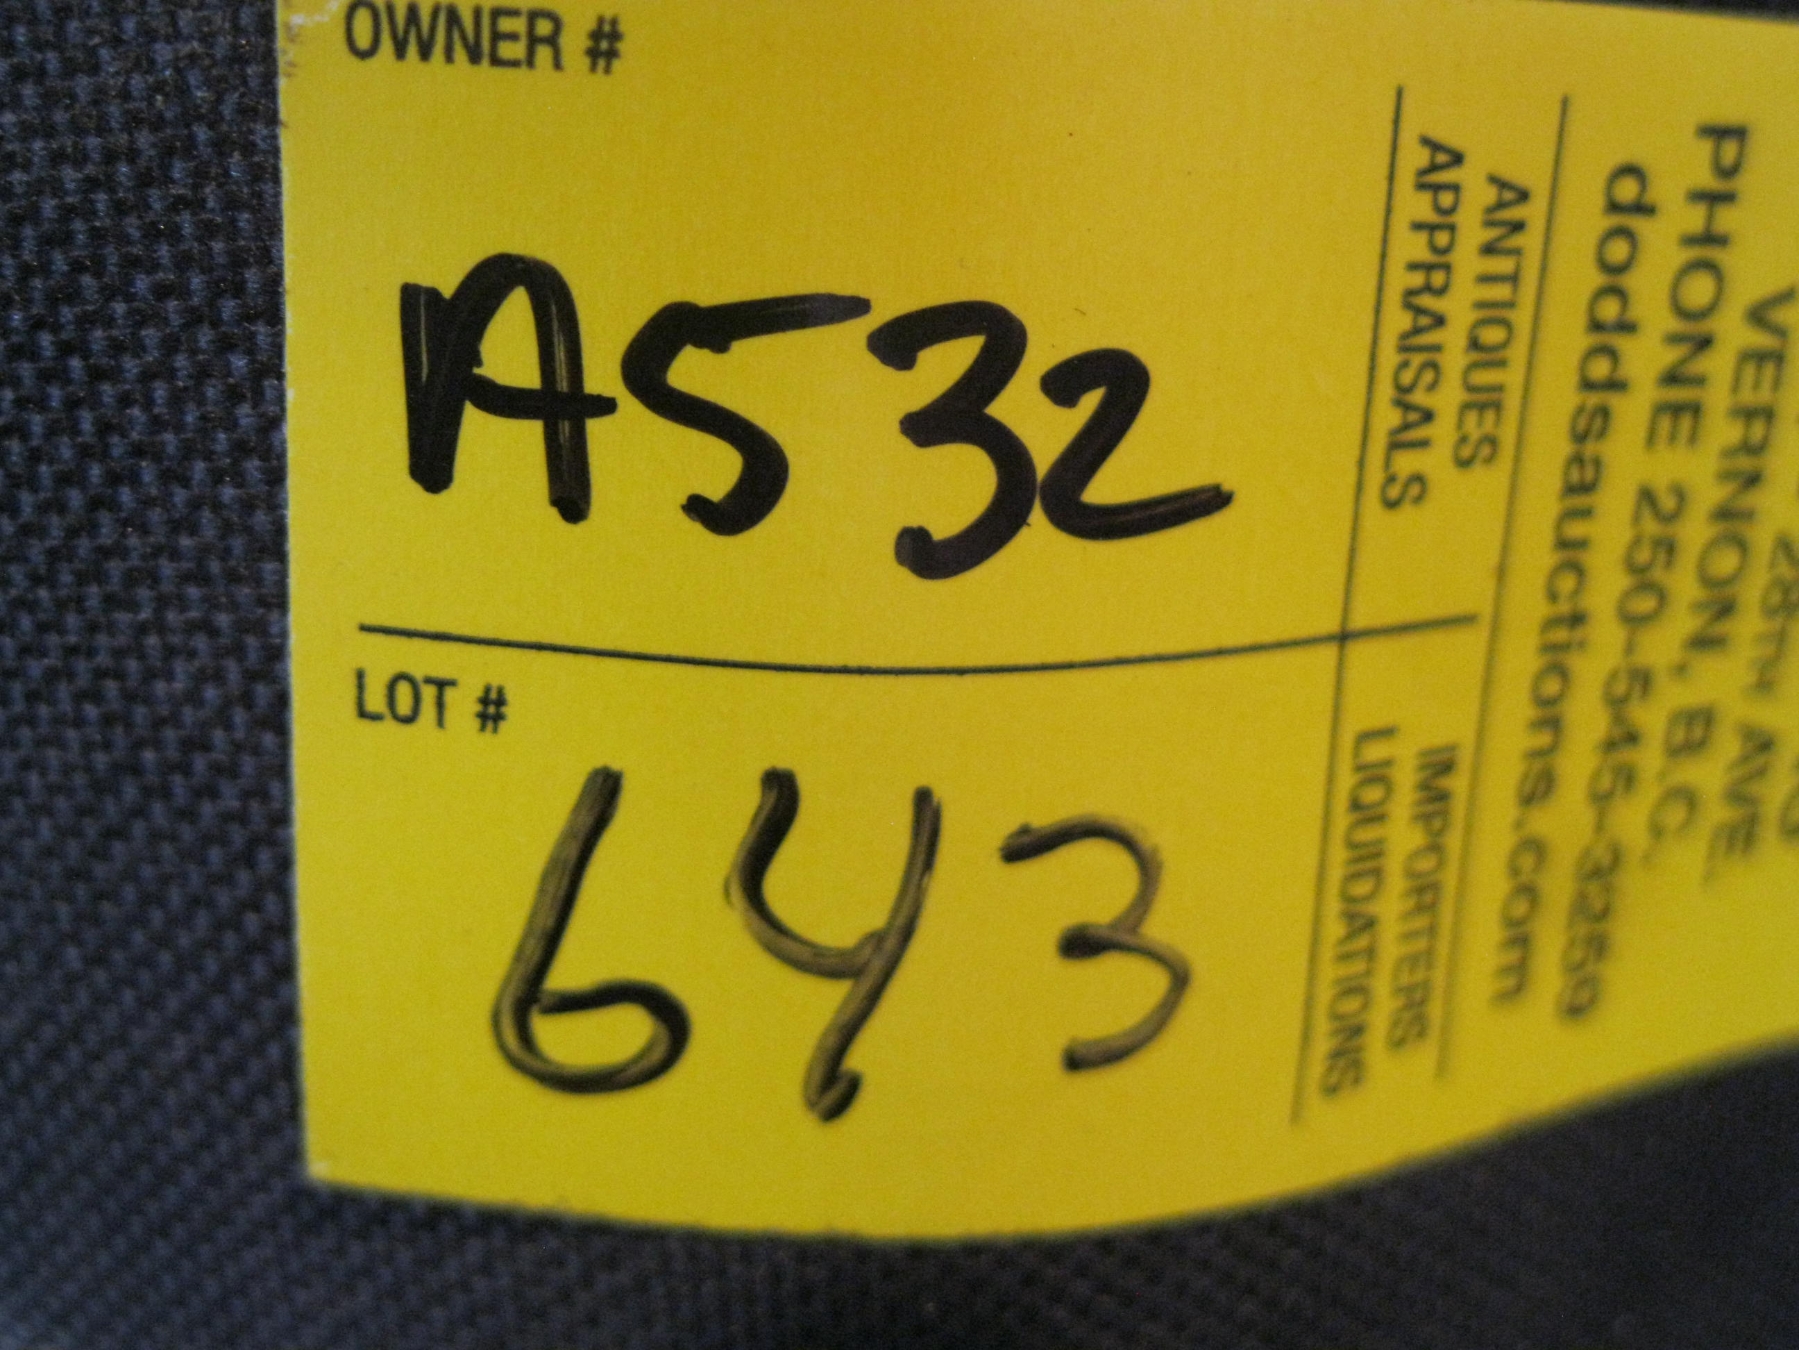 OWNER #
A532
LOT #
643
28TH AVE.
VERNON, B.C.
PHONE 250-545-3259
doddsauctions.com
ANTIQUES
APPRAISALS
IMPORTERS
LIQUIDATIONS